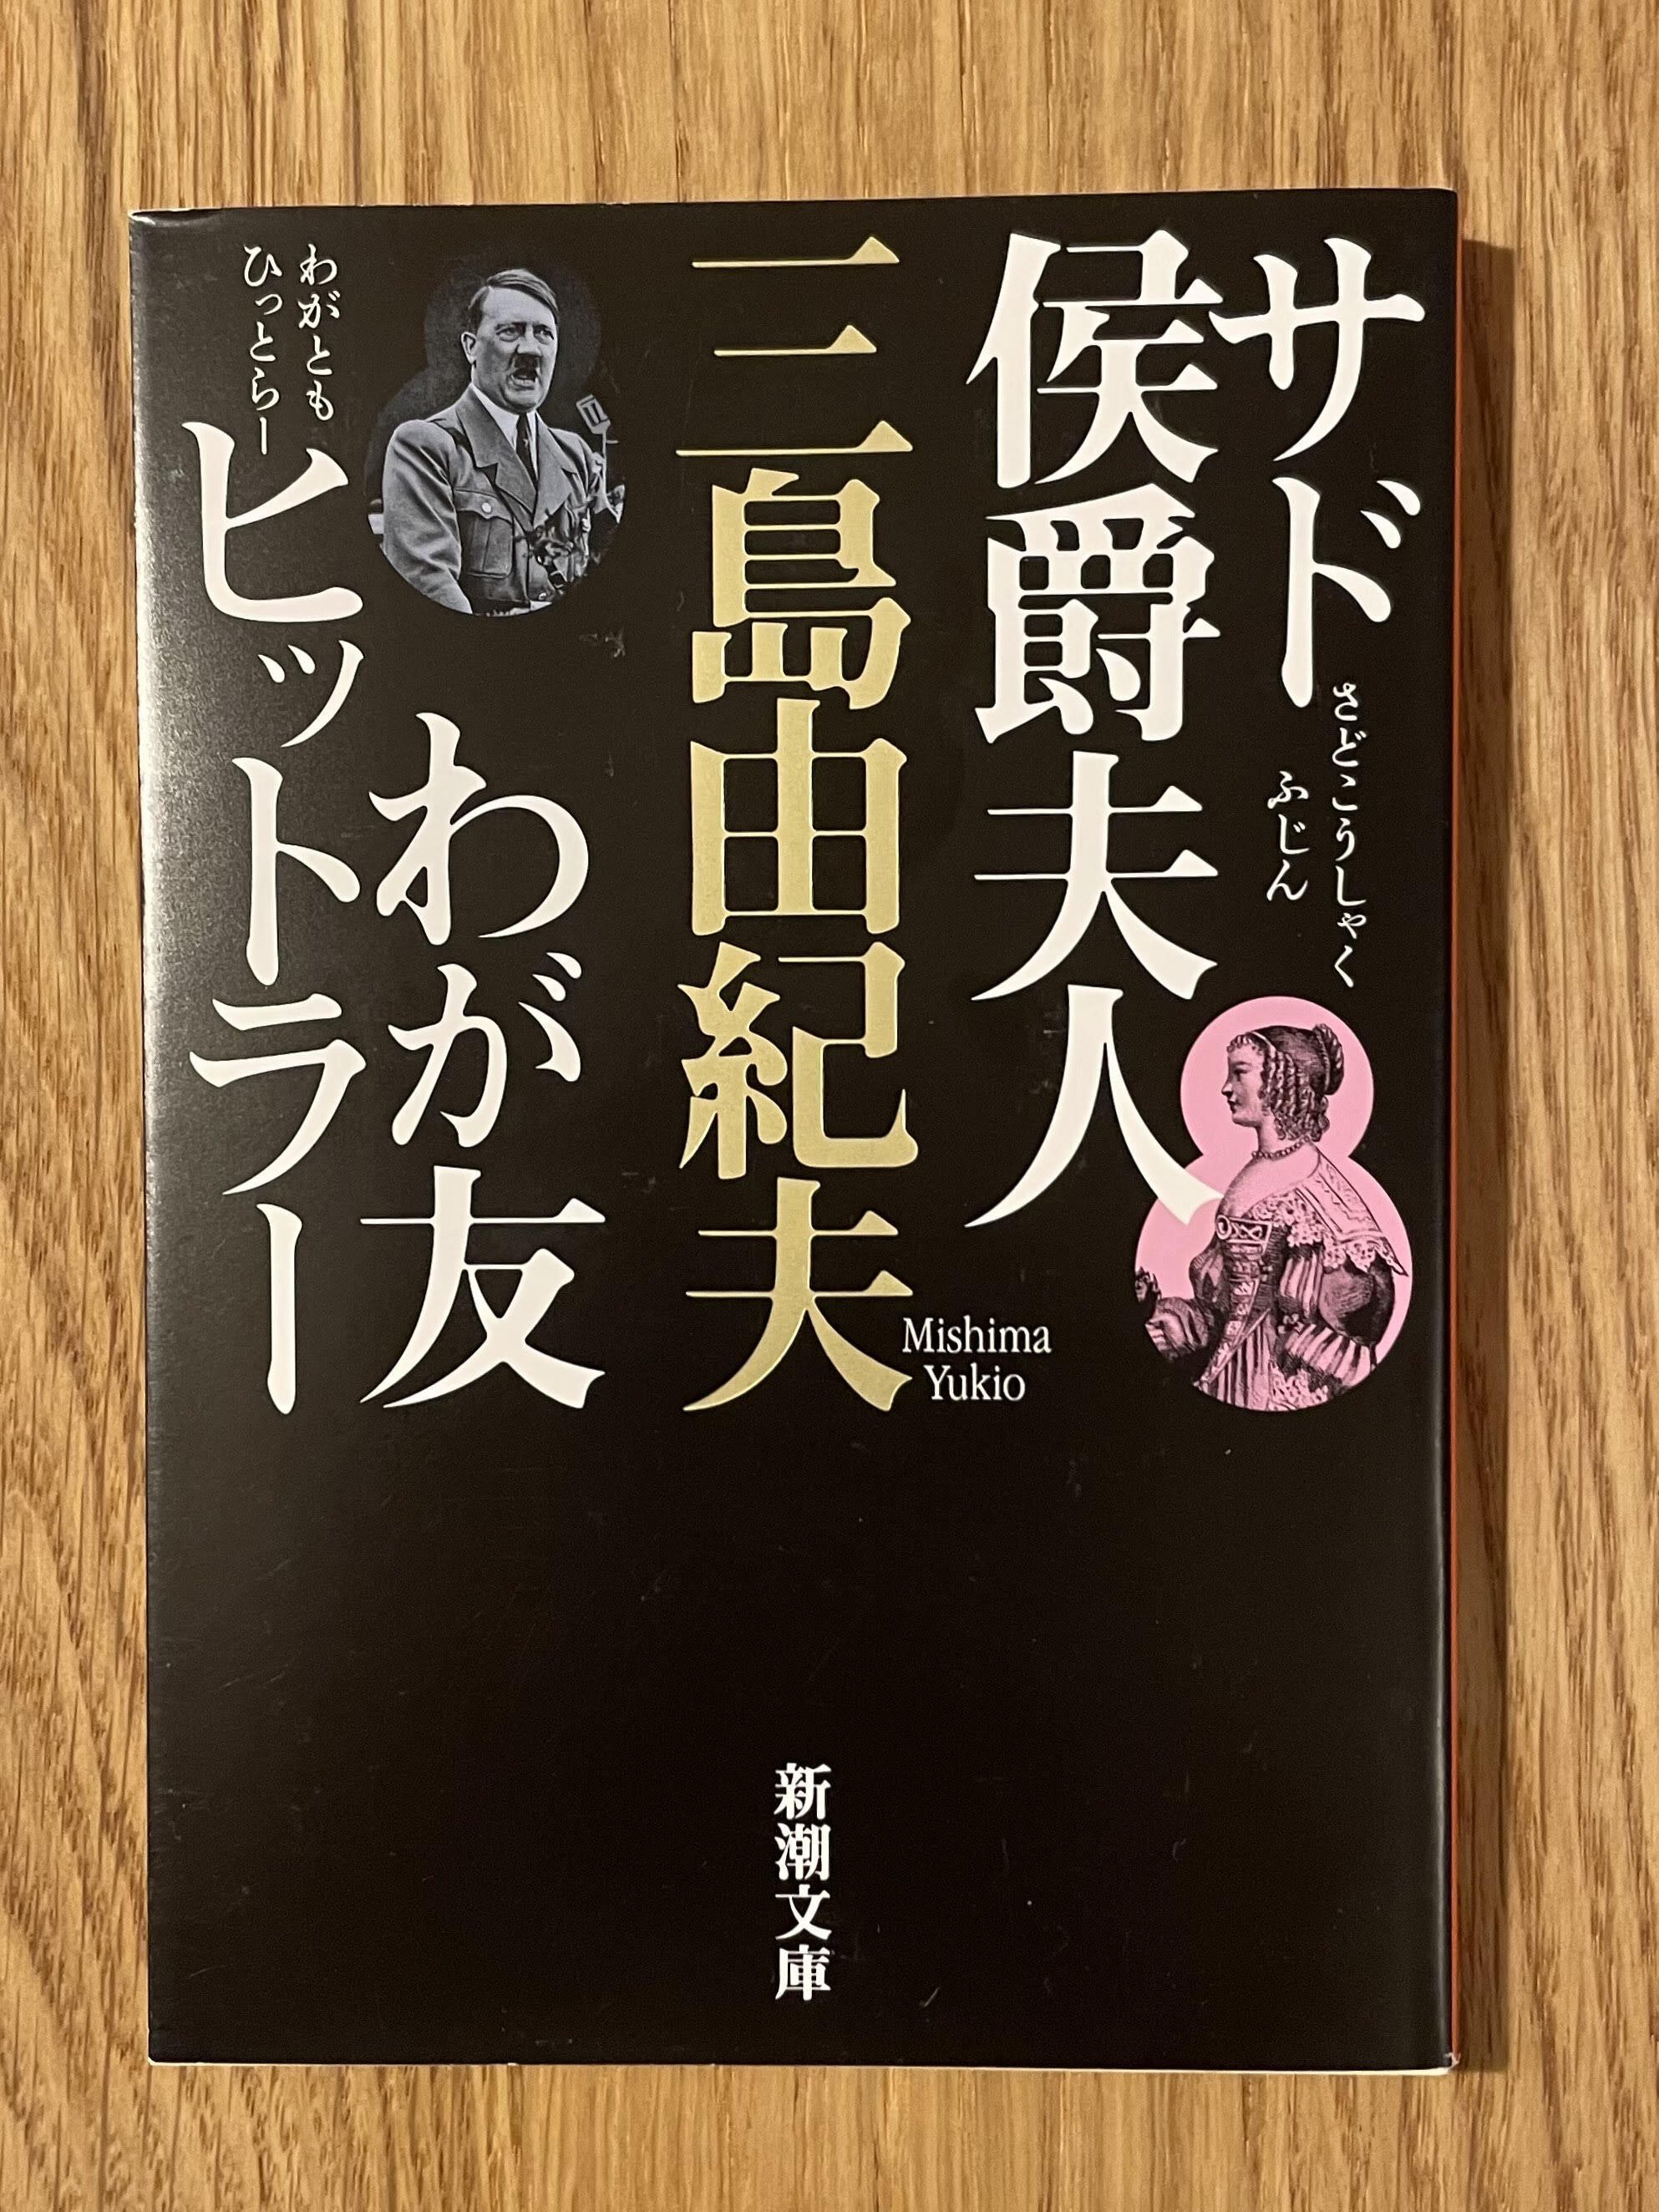 サド
侯爵夫人
さどこうしゃく
ふじん
三島由紀夫
Mishima
Yukio
わが友
ヒットラー
わがとも
ひっとらー
新潮文庫